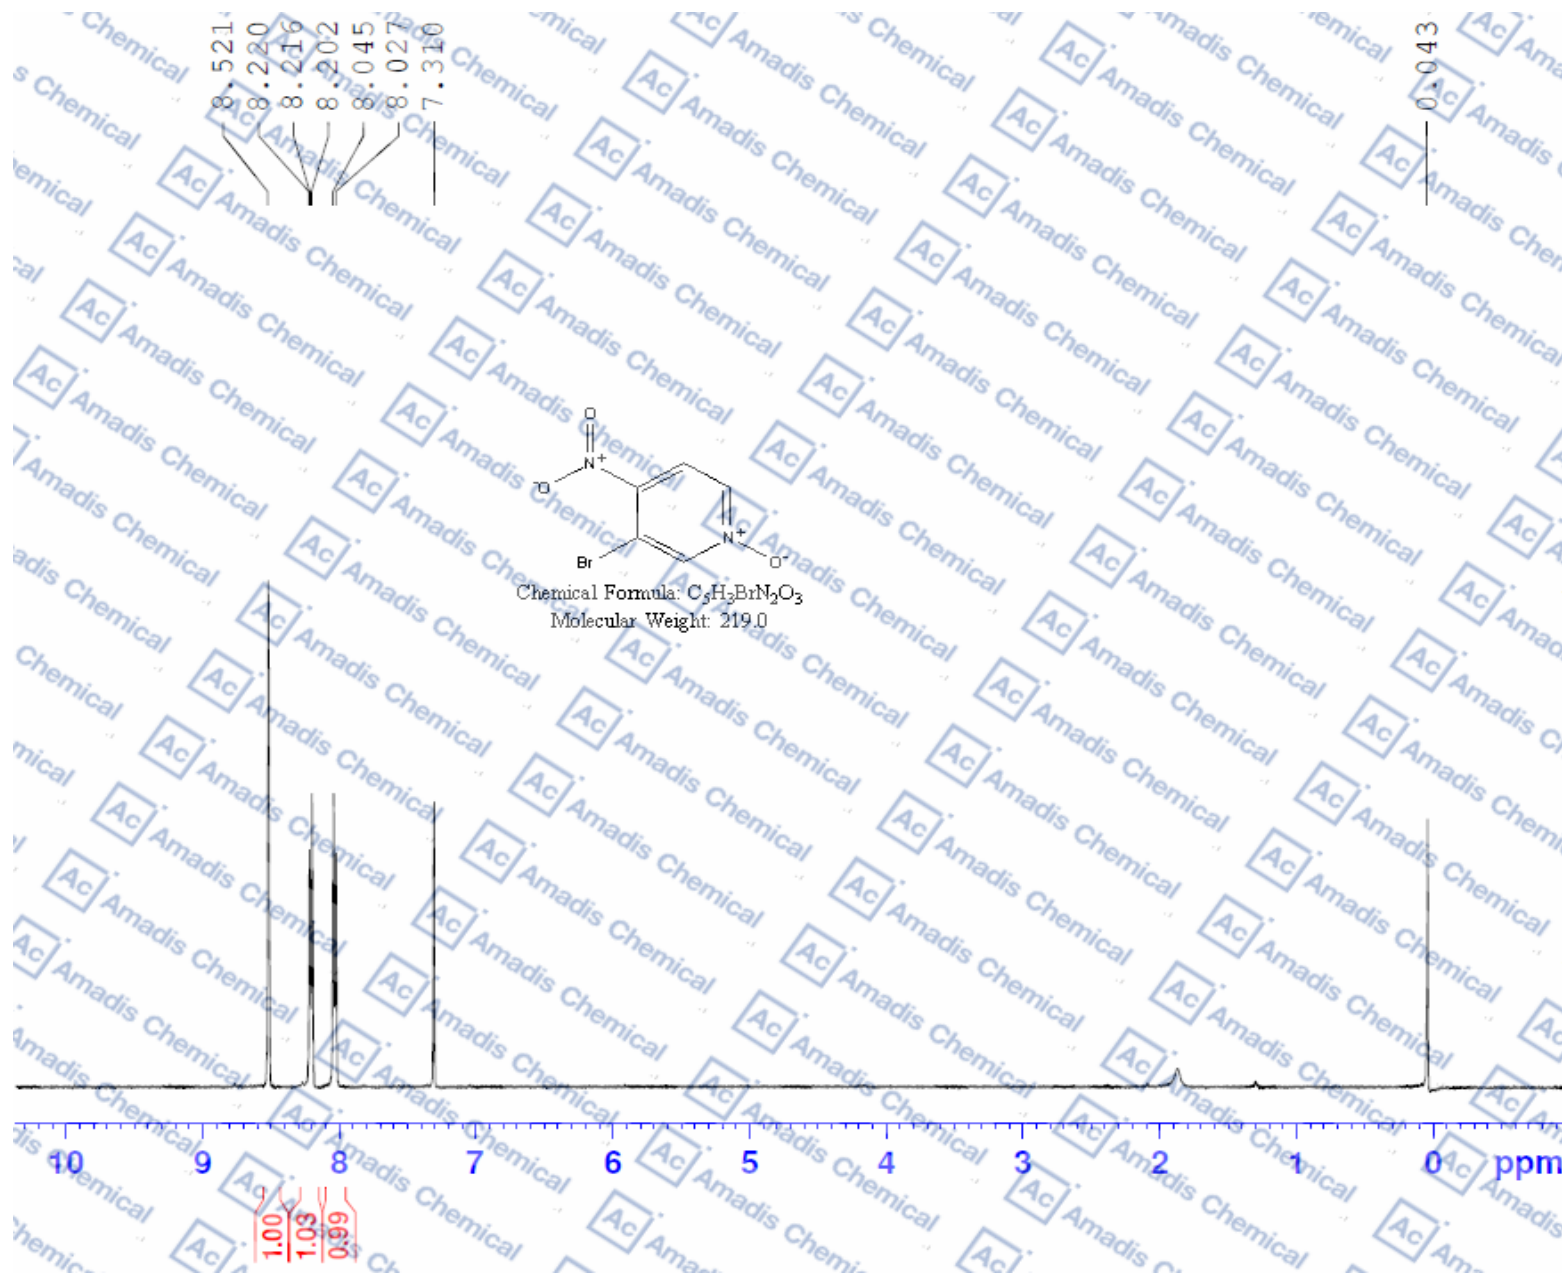 8.521
8.220
8.216
8.202
8.045
8.027
7.310
0.043
O
N+
-O
Br
N+
O-
Chemical Formula: C₅H₃BrN₂O₃
Molecular Weight: 219.0
10 9 8 7 6 5 4 3 2 1 0 ppm
1.00
1.03
0.99
Ac Amadis Chemical